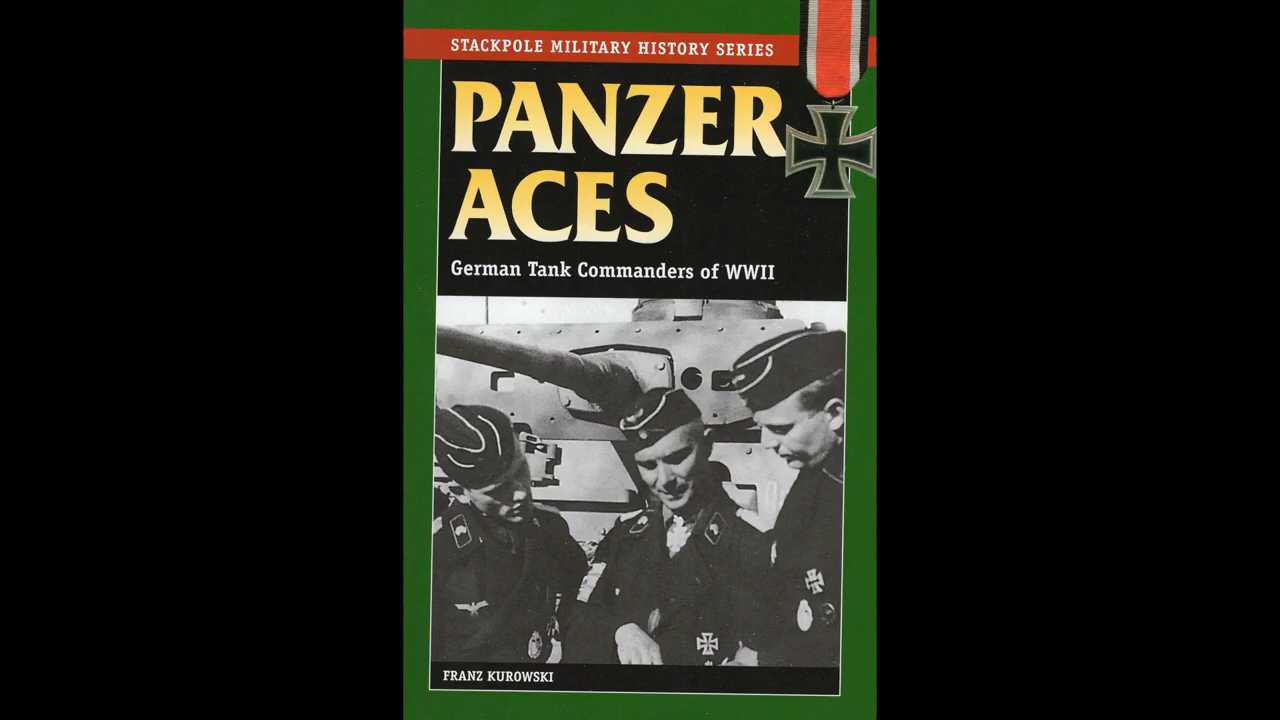 STACKPOLE MILITARY HISTORY SERIES
PANZER
ACES
German Tank Commanders of WWII
FRANZ KUROWSKI